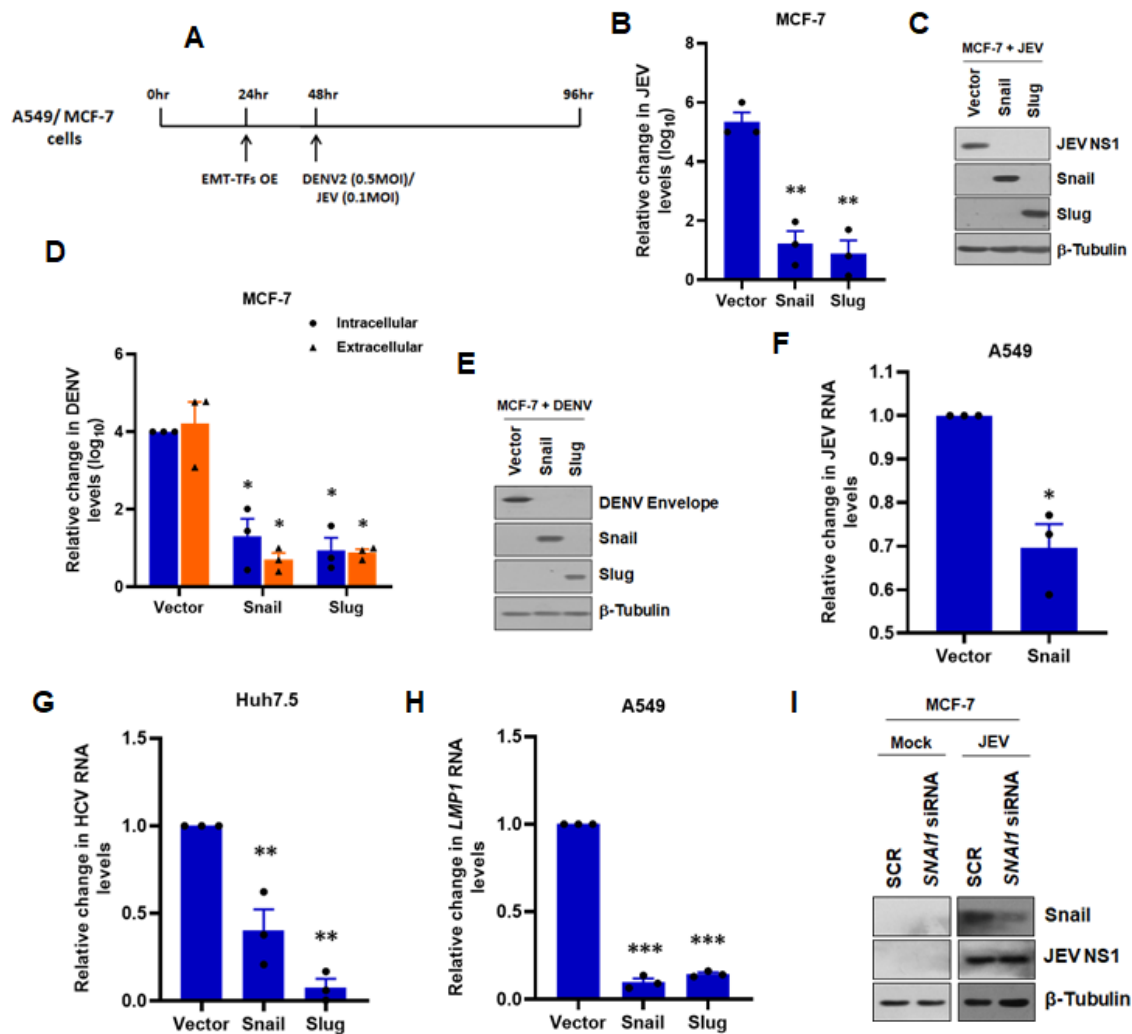 A
0hr 24hr 48hr 96hr
A549/ MCF-7
cells
EMT-TFs OE
DENV2 (0.5MOI)/
JEV (0.1MOI)
B
MCF-7
Relative change in JEV
levels (log10)
8
6
4
2
0
**
**
Vector Snail Slug
C
MCF-7 + JEV
Vector
Snail
Slug
JEV NS1
Snail
Slug
β-Tubulin
D
MCF-7
Intracellular
Extracellular
Relative change in DENV
levels (log10)
6
4
2
0
* * * *
Vector Snail Slug
E
MCF-7 + DENV
Vector
Snail
Slug
DENV Envelope
Snail
Slug
β-Tubulin
F
A549
Relative change in JEV RNA
levels
1.1
1.0
0.9
0.8
0.7
0.6
0.5
*
Vector Snail
G
Huh7.5
Relative change in HCV RNA
levels
1.5
1.0
0.5
0.0
**
**
Vector Snail Slug
H
A549
Relative change in LMP1 RNA
levels
1.5
1.0
0.5
0.0
***
***
Vector Snail Slug
I
MCF-7
Mock JEV
SCR
SNAI1 siRNA
SCR
SNAI1 siRNA
Snail
JEV NS1
β-Tubulin